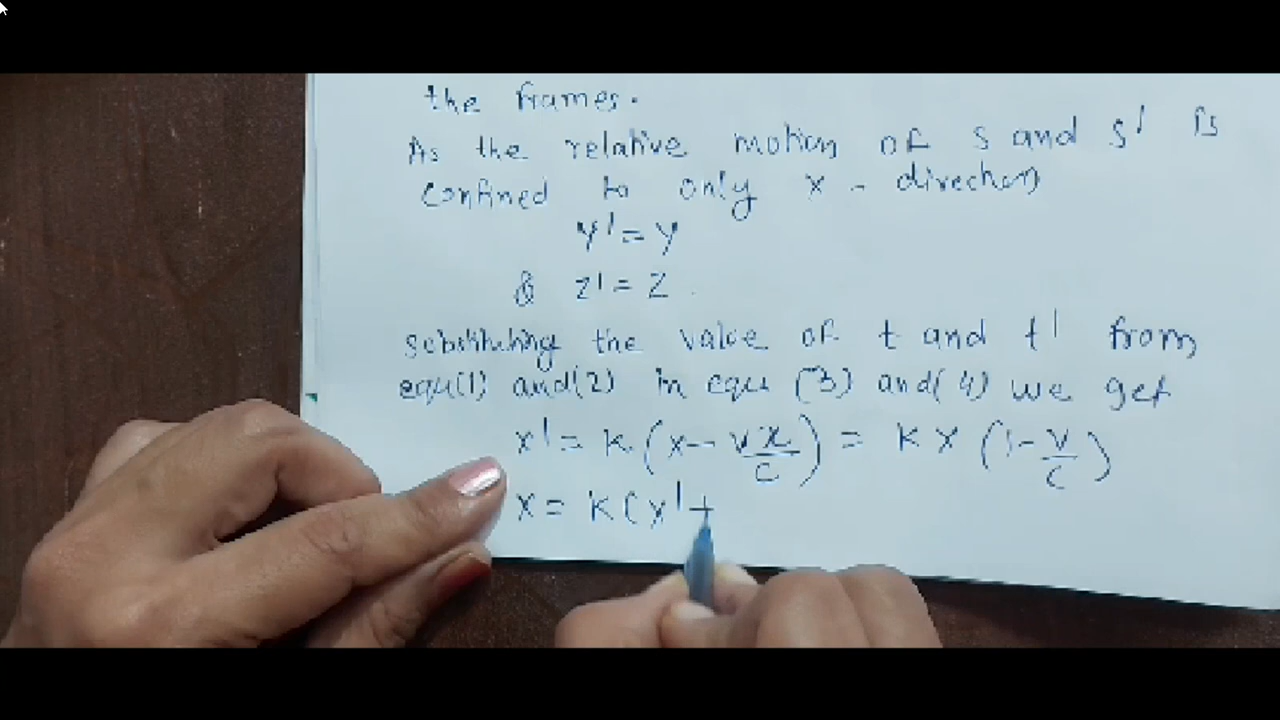 the frames.
As the relative motion of s and s' is
confined to only x - direction
y' = y
& z' = z
substituting the value of t and t' from
equ(1) and (2) in equ (3) and (4) we get
x' = k (x - vx/c) = kx (1 - v/c)
x = k (x' +